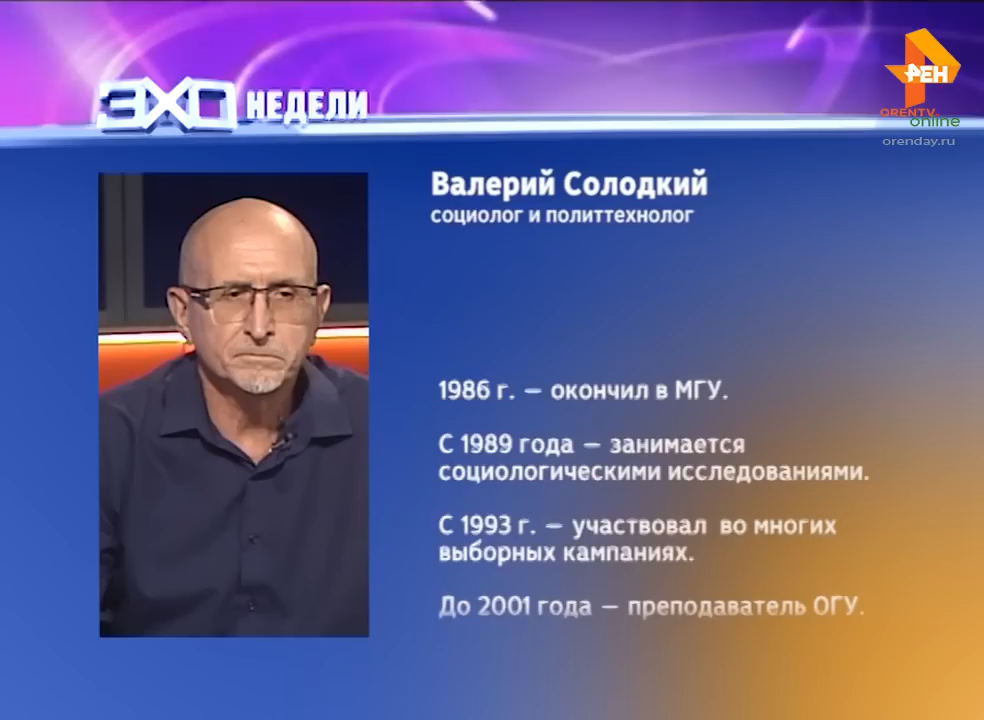 ЭХО НЕДЕЛИ
РЕН
ORENTV
online
orenday.ru
Валерий Солодкий
социолог и политтехнолог
1986 г. – окончил в МГУ.
С 1989 года – занимается
социологическими исследованиями.
С 1993 г. – участвовал во многих
выборных кампаниях.
До 2001 года – преподаватель ОГУ.